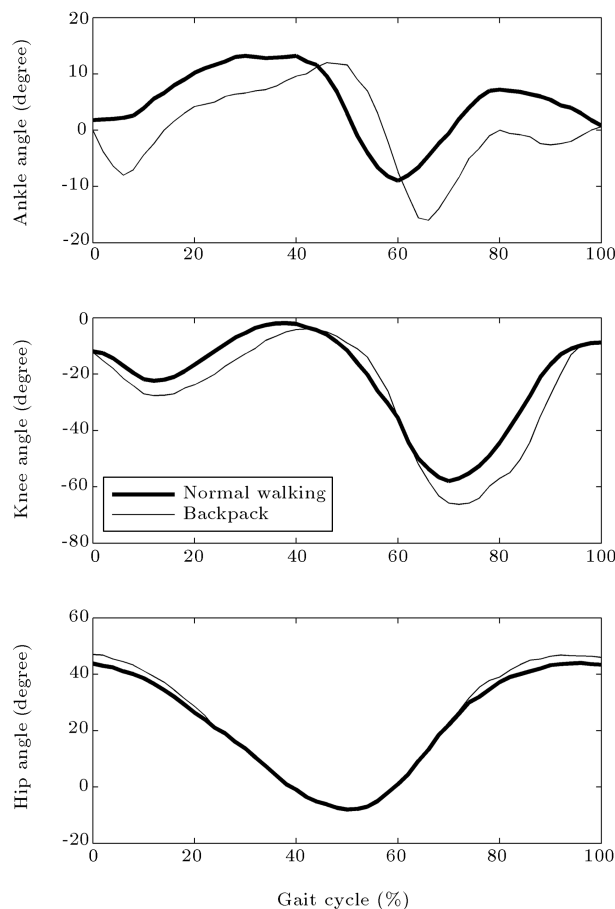 20
10
0
-10
-20
Ankle angle (degree)
0 20 40 60 80 100
0
-20
-40
-60
-80
Knee angle (degree)
Normal walking
Backpack
0 20 40 60 80 100
60
40
20
0
-20
Hip angle (degree)
0 20 40 60 80 100
Gait cycle (%)